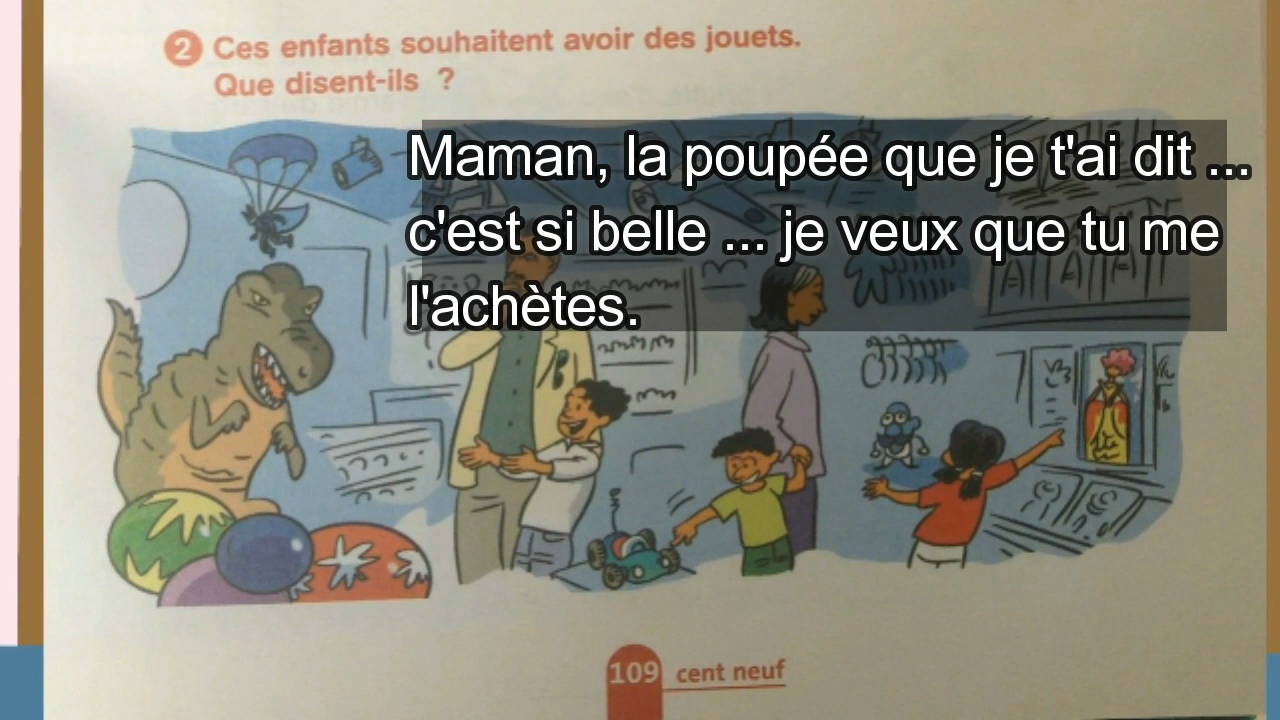 2 Ces enfants souhaitent avoir des jouets.
Que disent-ils ?
Maman, la poupée que je t'ai dit ...
c'est si belle ... je veux que tu me
l'achètes.
109 cent neuf